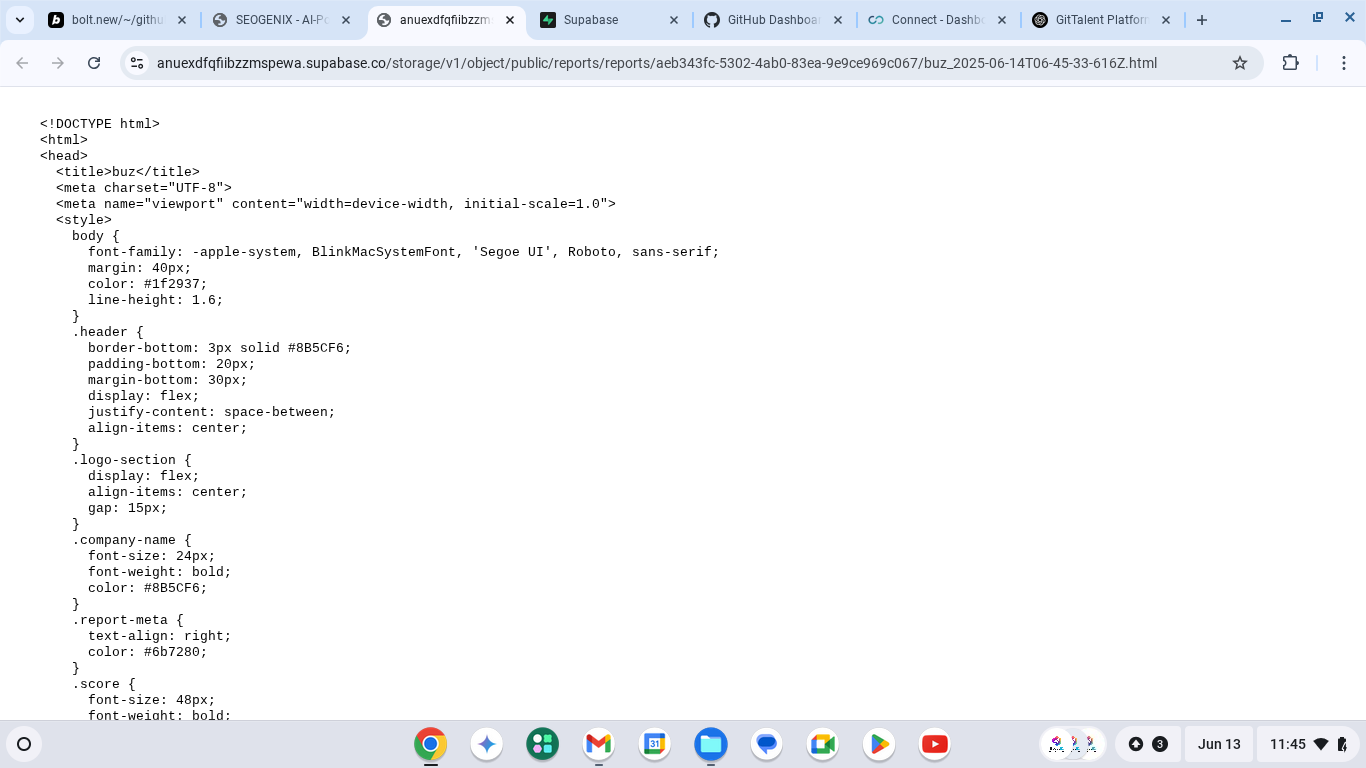 bolt.new/~/githu
SEOGENIX - AI-Po
anuexdfqfiibzzm
Supabase
GitHub Dashboa
Connect - Dashb
GitTalent Platfor
anuexdfqfiibzzmspewa.supabase.co/storage/v1/object/public/reports/reports/aeb343fc-5302-4ab0-83ea-9e9ce969c067/buz_2025-06-14T06-45-33-616Z.html
<!DOCTYPE html>
<html>
<head>
  <title>buz</title>
  <meta charset="UTF-8">
  <meta name="viewport" content="width=device-width, initial-scale=1.0">
  <style>
    body {
      font-family: -apple-system, BlinkMacSystemFont, 'Segoe UI', Roboto, sans-serif;
      margin: 40px;
      color: #1f2937;
      line-height: 1.6;
    }
    .header {
      border-bottom: 3px solid #8B5CF6;
      padding-bottom: 20px;
      margin-bottom: 30px;
      display: flex;
      justify-content: space-between;
      align-items: center;
    }
    .logo-section {
      display: flex;
      align-items: center;
      gap: 15px;
    }
    .company-name {
      font-size: 24px;
      font-weight: bold;
      color: #8B5CF6;
    }
    .report-meta {
      text-align: right;
      color: #6b7280;
    }
    .score {
      font-size: 48px;
      font-weight: bold;
31
3
Jun 13
11:45